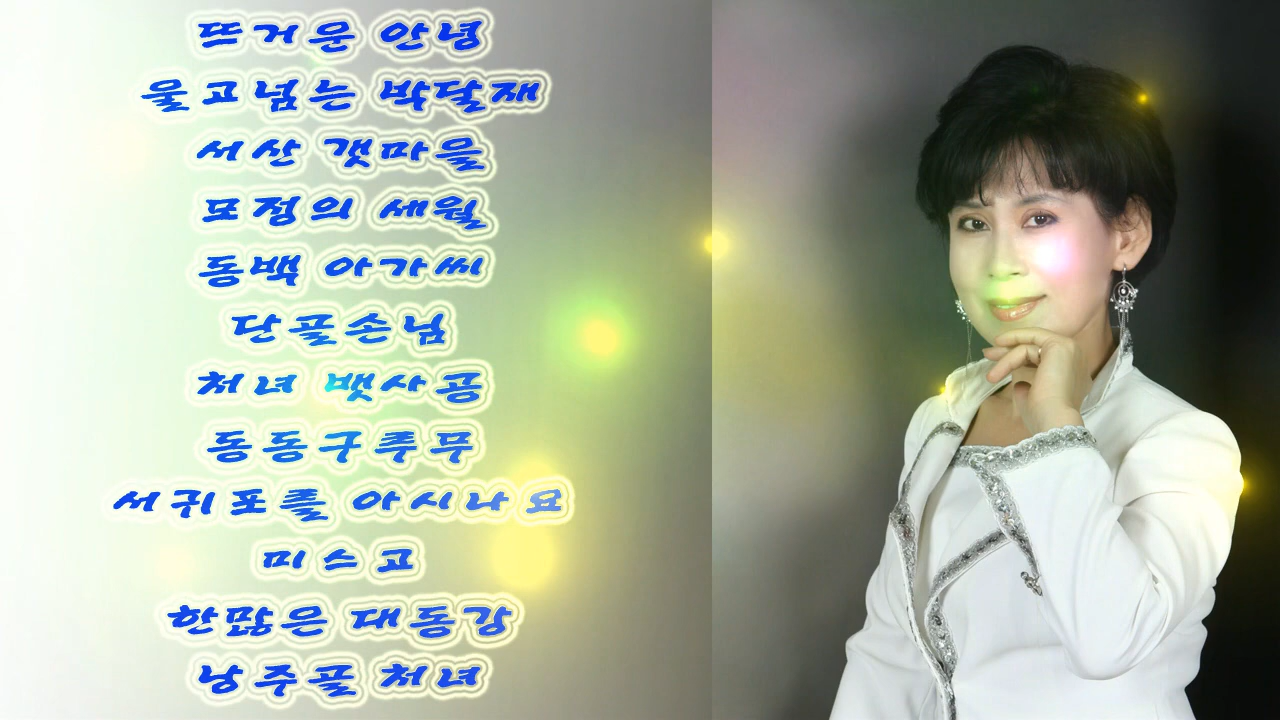 뜨거운 안녕
울고넘는 박달재
서산 갯마을
모정의 세월
동백 아가씨
단골손님
처녀 뱃사공
동동구루무
서귀포를 아시나요
미스고
한많은 대동강
낭주골 처녀